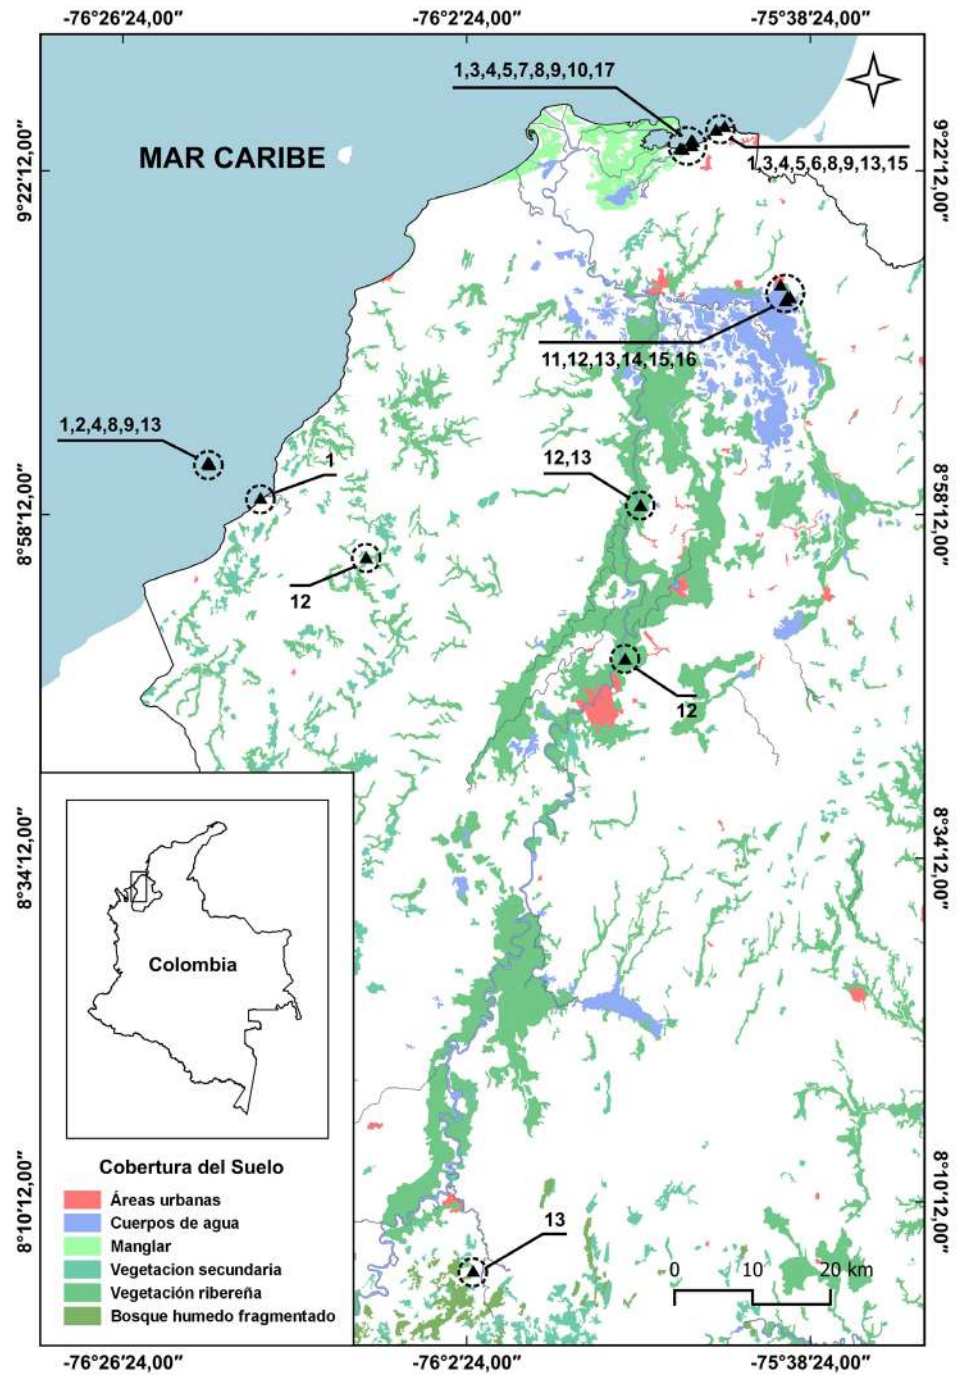 -76°26'24,00"
-76°2'24,00"
-75°38'24,00"
1,3,4,5,7,8,9,10,17
MAR CARIBE
1,3,4,5,6,8,9,13,15
9°22'12,00"
9°22'12,00"
11,12,13,14,15,16
1,2,4,8,9,13
1
12,13
8°58'12,00"
8°58'12,00"
12
12
8°34'12,00"
8°34'12,00"
Colombia
Cobertura del Suelo
Áreas urbanas
Cuerpos de agua
Manglar
Vegetacion secundaria
Vegetación ribereña
Bosque humedo fragmentado
8°10'12,00"
8°10'12,00"
13
0 10 20 km
-76°26'24,00"
-76°2'24,00"
-75°38'24,00"